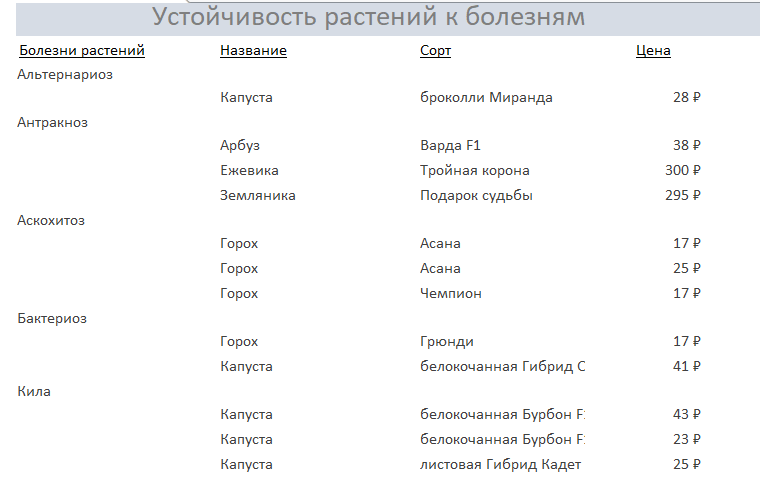 Устойчивость растений к болезням
Болезни растений Название Сорт Цена
Альтернариоз
Капуста броколли Миранда 28 ₽
Антракноз
Арбуз Варда F1 38 ₽
Ежевика Тройная корона 300 ₽
Земляника Подарок судьбы 295 ₽
Аскохитоз
Горох Асана 17 ₽
Горох Асана 25 ₽
Горох Чемпион 17 ₽
Бактериоз
Горох Грюнди 17 ₽
Капуста белокочанная Гибрид 41 ₽
Кила
Капуста белокочанная Бурбон 43 ₽
Капуста белокочанная Бурбон 23 ₽
Капуста листовая Гибрид Кадет 25 ₽